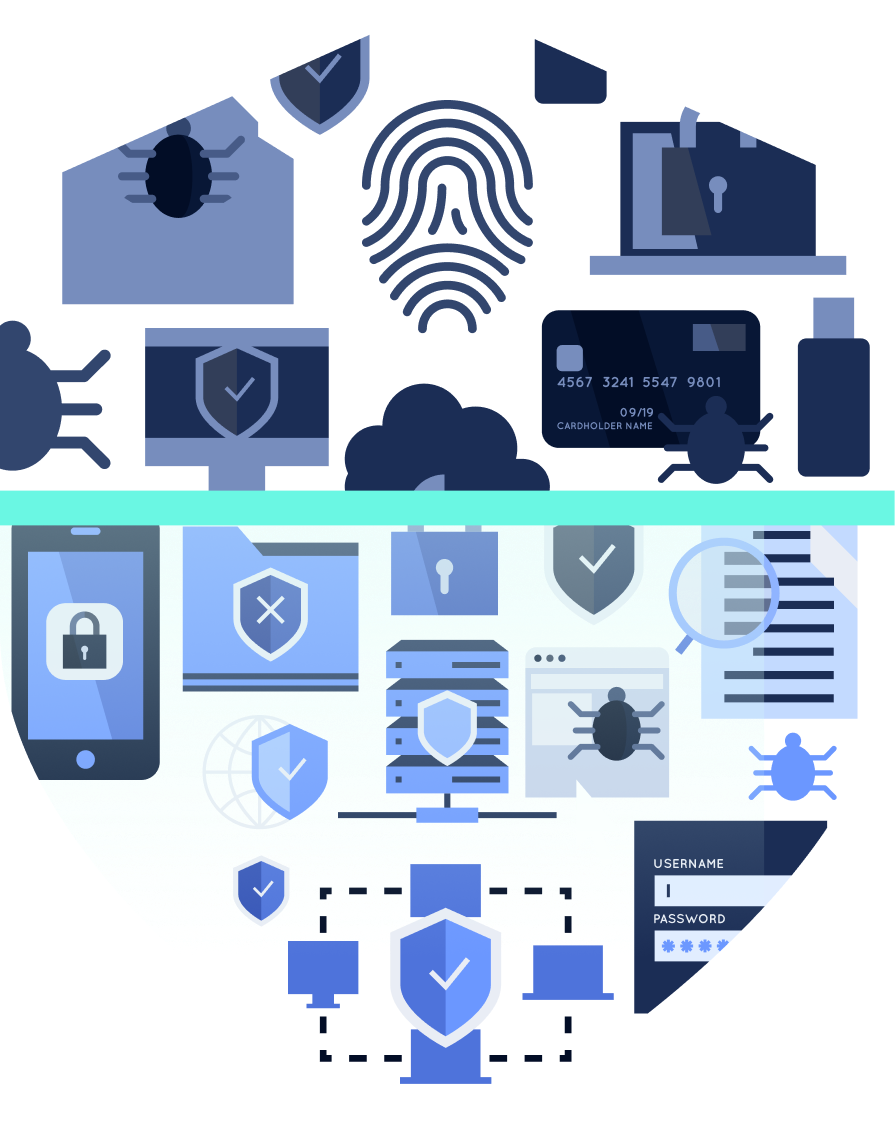 4567 3241 5547 9801
09/19
CARDHOLDER NAME
USERNAME
PASSWORD